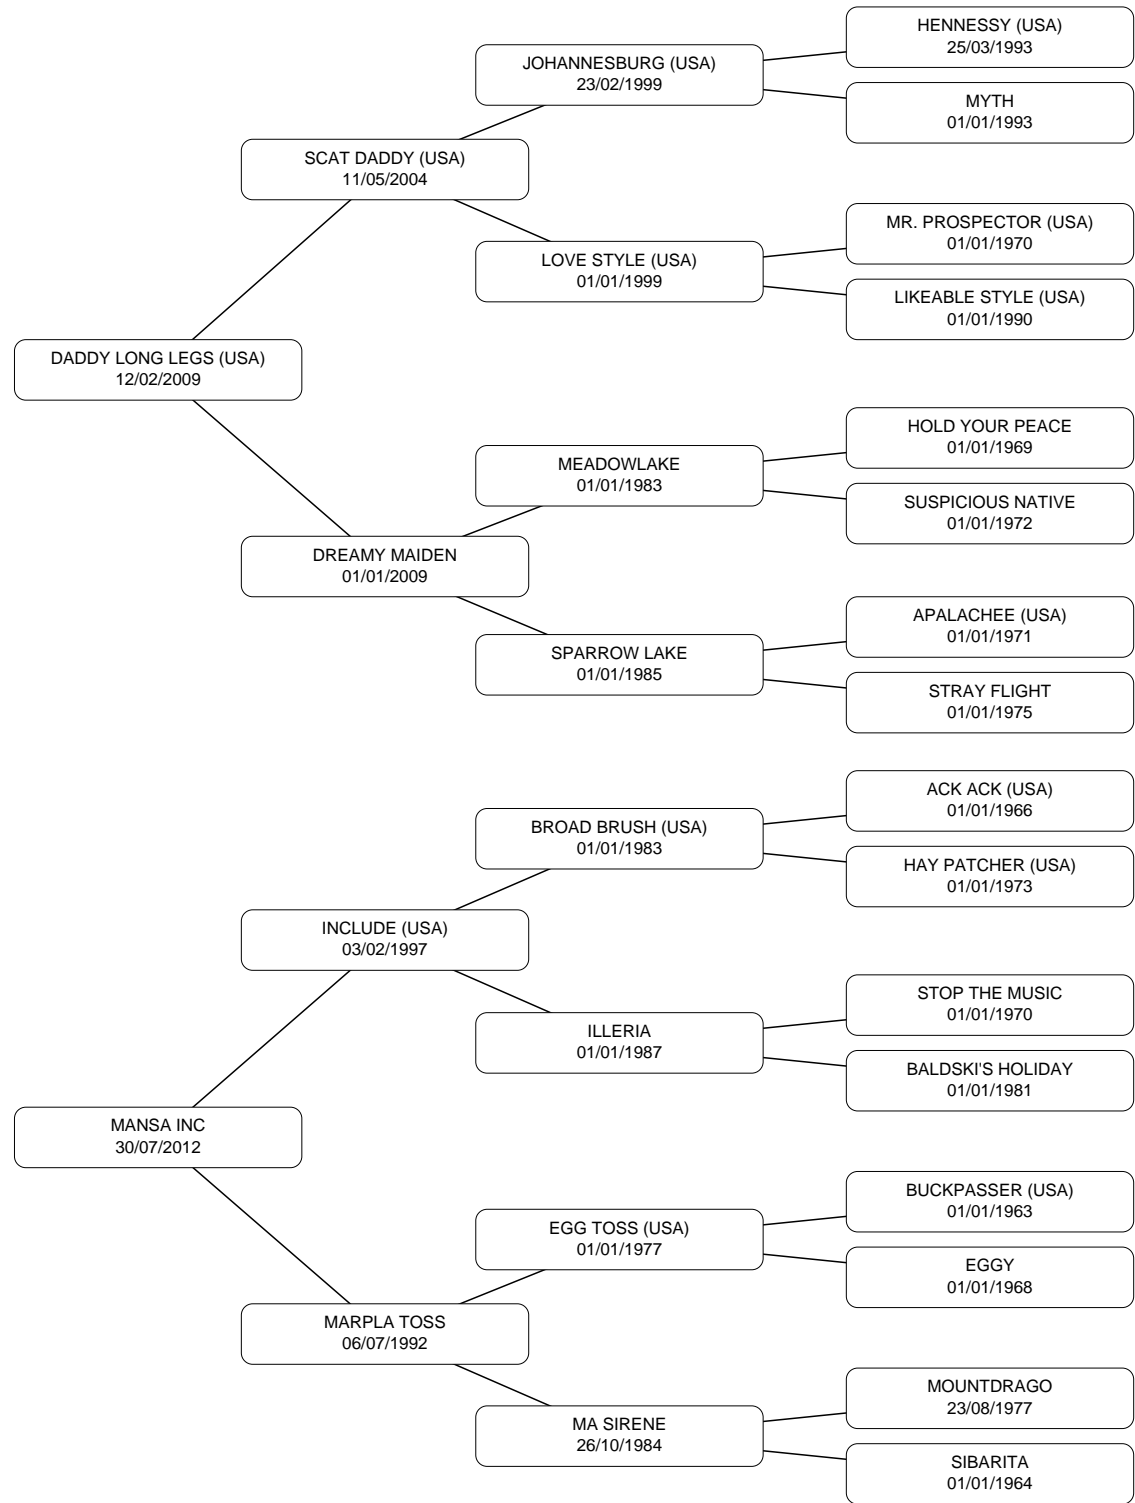 HENNESSY (USA)
25/03/1993
JOHANNESBURG (USA)
23/02/1999
MYTH
01/01/1993
SCAT DADDY (USA)
11/05/2004
MR. PROSPECTOR (USA)
01/01/1970
LOVE STYLE (USA)
01/01/1999
LIKEABLE STYLE (USA)
01/01/1990
DADDY LONG LEGS (USA)
12/02/2009
HOLD YOUR PEACE
01/01/1969
MEADOWLAKE
01/01/1983
SUSPICIOUS NATIVE
01/01/1972
DREAMY MAIDEN
01/01/2009
APALACHEE (USA)
01/01/1971
SPARROW LAKE
01/01/1985
STRAY FLIGHT
01/01/1975
ACK ACK (USA)
01/01/1966
BROAD BRUSH (USA)
01/01/1983
HAY PATCHER (USA)
01/01/1973
INCLUDE (USA)
03/02/1997
STOP THE MUSIC
01/01/1970
ILLERIA
01/01/1987
BALDSKI'S HOLIDAY
01/01/1981
MANSA INC
30/07/2012
BUCKPASSER (USA)
01/01/1963
EGG TOSS (USA)
01/01/1977
EGGY
01/01/1968
MARPLA TOSS
06/07/1992
MOUNTDRAGO
23/08/1977
MA SIRENE
26/10/1984
SIBARITA
01/01/1964